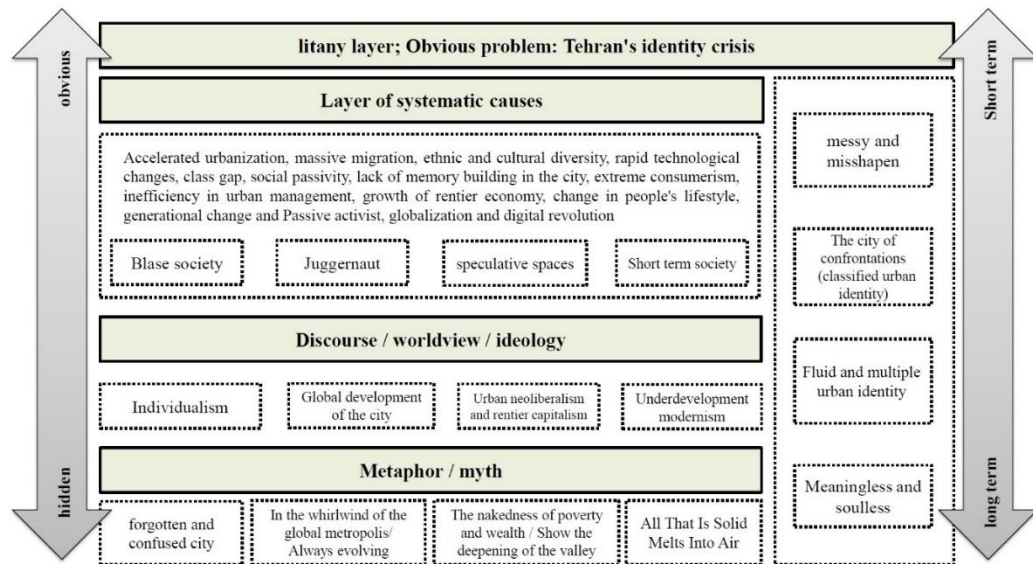 litany layer; Obvious problem: Tehran's identity crisis
obvious
hidden
Layer of systematic causes
Accelerated urbanization, massive migration, ethnic and cultural diversity, rapid technological
changes, class gap, social passivity, lack of memory building in the city, extreme consumerism,
inefficiency in urban management, growth of rentier economy, change in people's lifestyle,
generational change and Passive activist, globalization and digital revolution
Blase society
Juggernaut
speculative spaces
Short term society
Discourse / worldview / ideology
Individualism
Global development
of the city
Urban neoliberalism
and rentier capitalism
Underdevelopment
modernism
Metaphor / myth
forgotten and
confused city
In the whirlwind of the
global metropolis/
Always evolving
The nakedness of poverty
and wealth / Show the
deepening of the valley
All That Is Solid
Melts Into Air
messy and
misshapen
The city of
confrontations
(classified urban
identity)
Fluid and multiple
urban identity
Meaningless and
soulless
Short term
long term